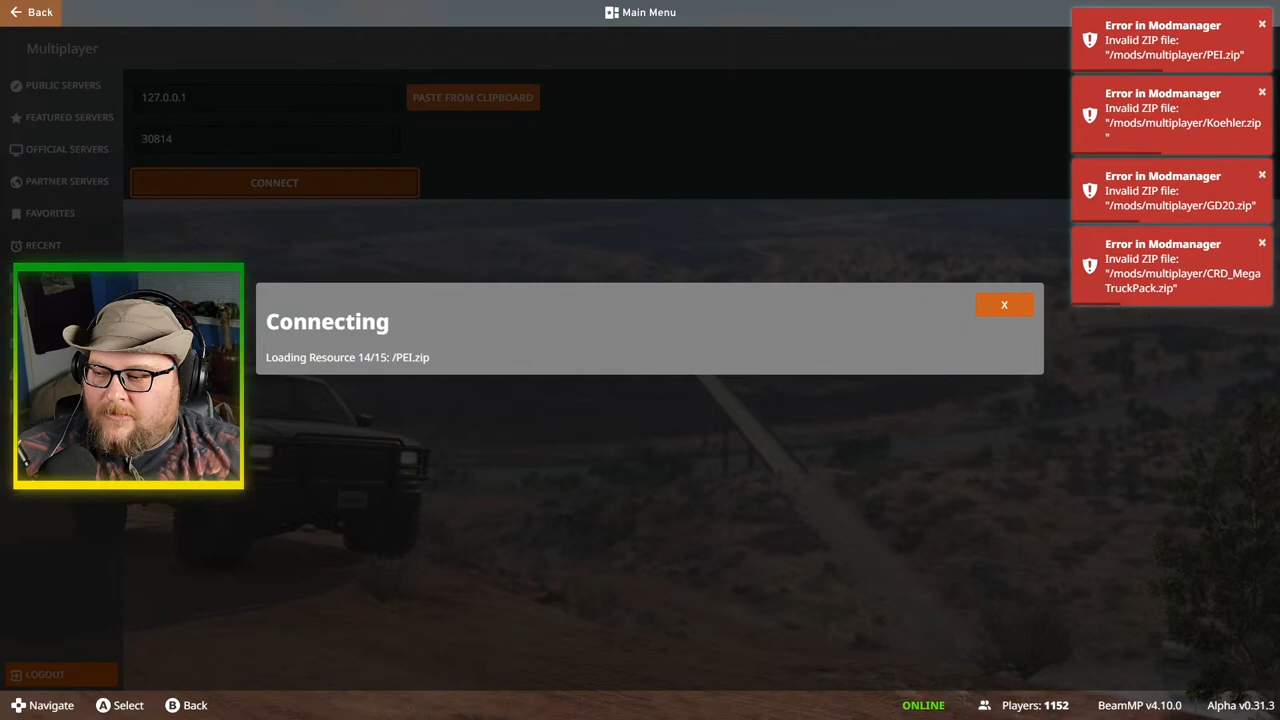 Back
Main Menu
Multiplayer
PUBLIC SERVERS
FEATURED SERVERS
OFFICIAL SERVERS
PARTNER SERVERS
FAVORITES
RECENT
127.0.0.1
PASTE FROM CLIPBOARD
30814
CONNECT
Error in Modmanager
Invalid ZIP file:
"/mods/multiplayer/PEI.zip"
Error in Modmanager
Invalid ZIP file:
"/mods/multiplayer/Koehler.zip
"
Error in Modmanager
Invalid ZIP file:
"/mods/multiplayer/GD20.zip"
Error in Modmanager
Invalid ZIP file:
"/mods/multiplayer/CRD_Mega
TruckPack.zip"
Connecting
X
Loading Resource 14/15: /PEI.zip
LOGOUT
Navigate
A Select
B Back
ONLINE
Players: 1152
BeamMP v4.10.0
Alpha v0.31.3